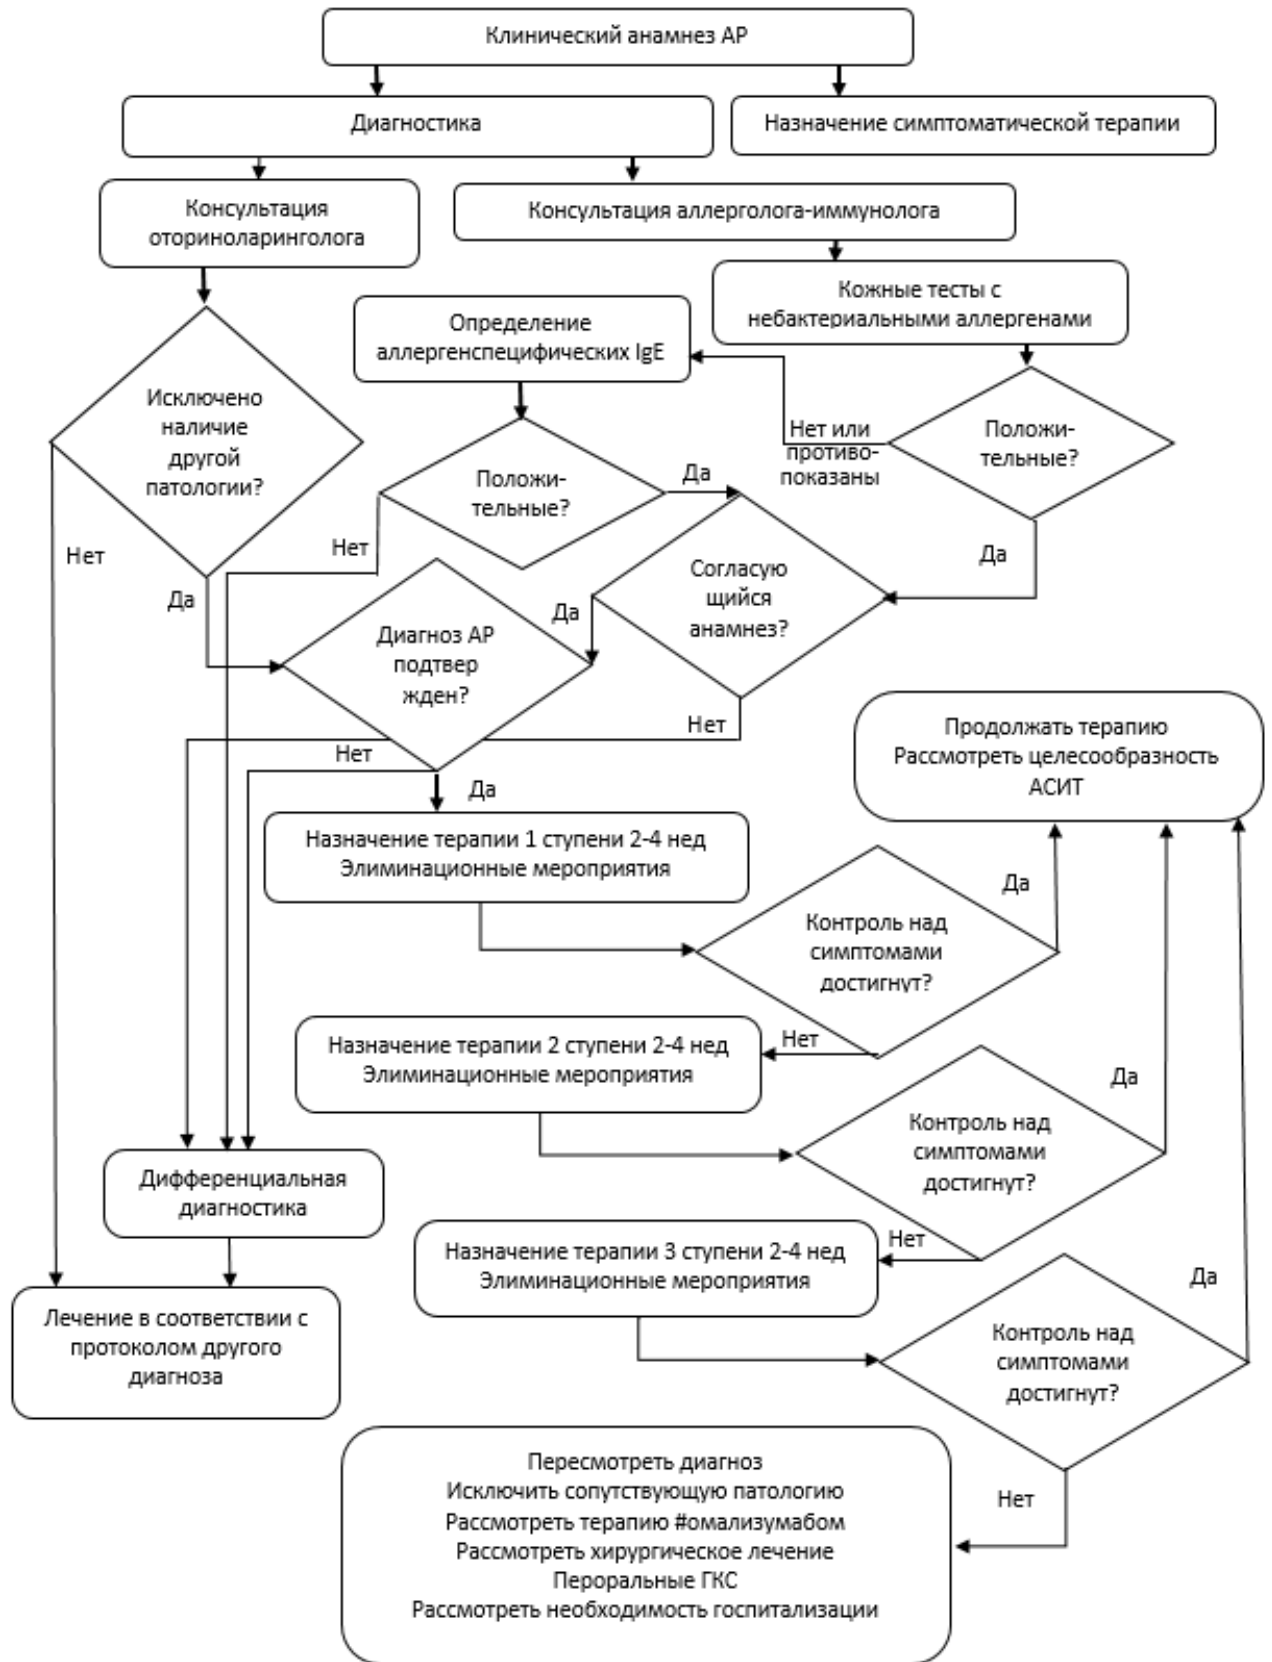 Клинический анамнез АР
Диагностика
Назначение симптоматической терапии
Консультация
оториноларинголога
Консультация аллерголога-иммунолога
Кожные тесты с
небактериальными аллергенами
Определение
аллергенспецифических IgE
Исключено
наличие
другой
патологии?
Нет или
противо-
показаны
Положи-
тельные?
Положи-
тельные?
Да
Нет
Нет
Да
Да
Согласую
щийся
анамнез?
Да
Диагноз АР
подтвер
жден?
Нет
Нет
Да
Продолжать терапию
Рассмотреть целесообразность
АСИТ
Назначение терапии 1 ступени 2-4 нед
Элиминационные мероприятия
Да
Контроль над
симптомами
достигнут?
Нет
Назначение терапии 2 ступени 2-4 нед
Элиминационные мероприятия
Да
Контроль над
симптомами
достигнут?
Дифференциальная
диагностика
Нет
Назначение терапии 3 ступени 2-4 нед
Элиминационные мероприятия
Да
Лечение в соответствии с
протоколом другого
диагноза
Контроль над
симптомами
достигнут?
Нет
Пересмотреть диагноз
Исключить сопутствующую патологию
Рассмотреть терапию #омализумабом
Рассмотреть хирургическое лечение
Пероральные ГКС
Рассмотреть необходимость госпитализации